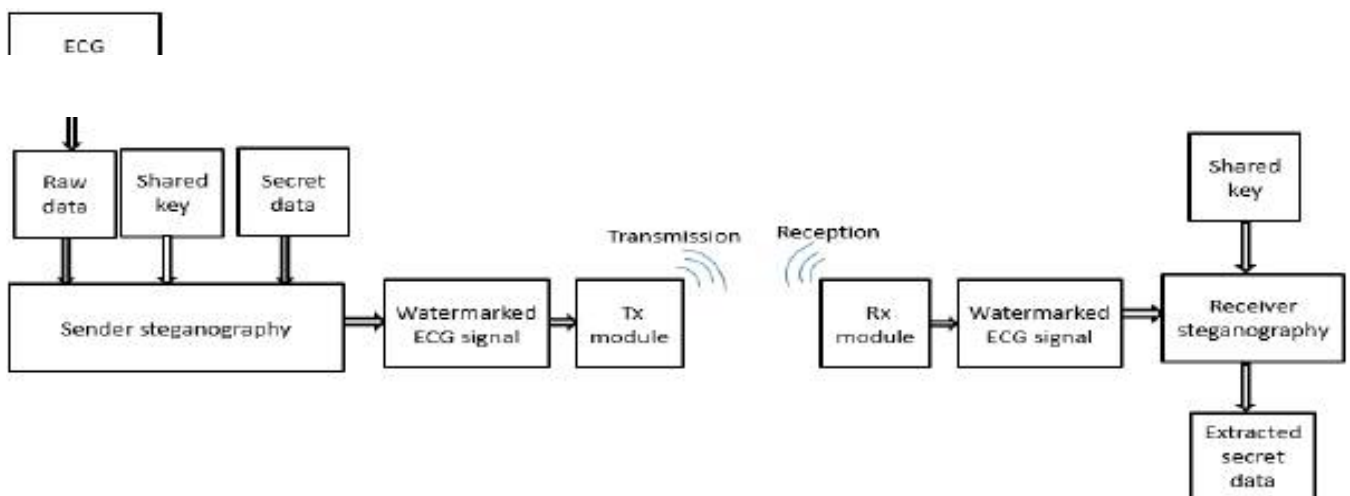 ECG
Raw
data
Shared
key
Secret
data
Sender steganography
Watermarked
ECG signal
Tx
module
Transmission
Reception
Rx
module
Watermarked
ECG signal
Shared
key
Receiver
steganography
Extracted
secret
data